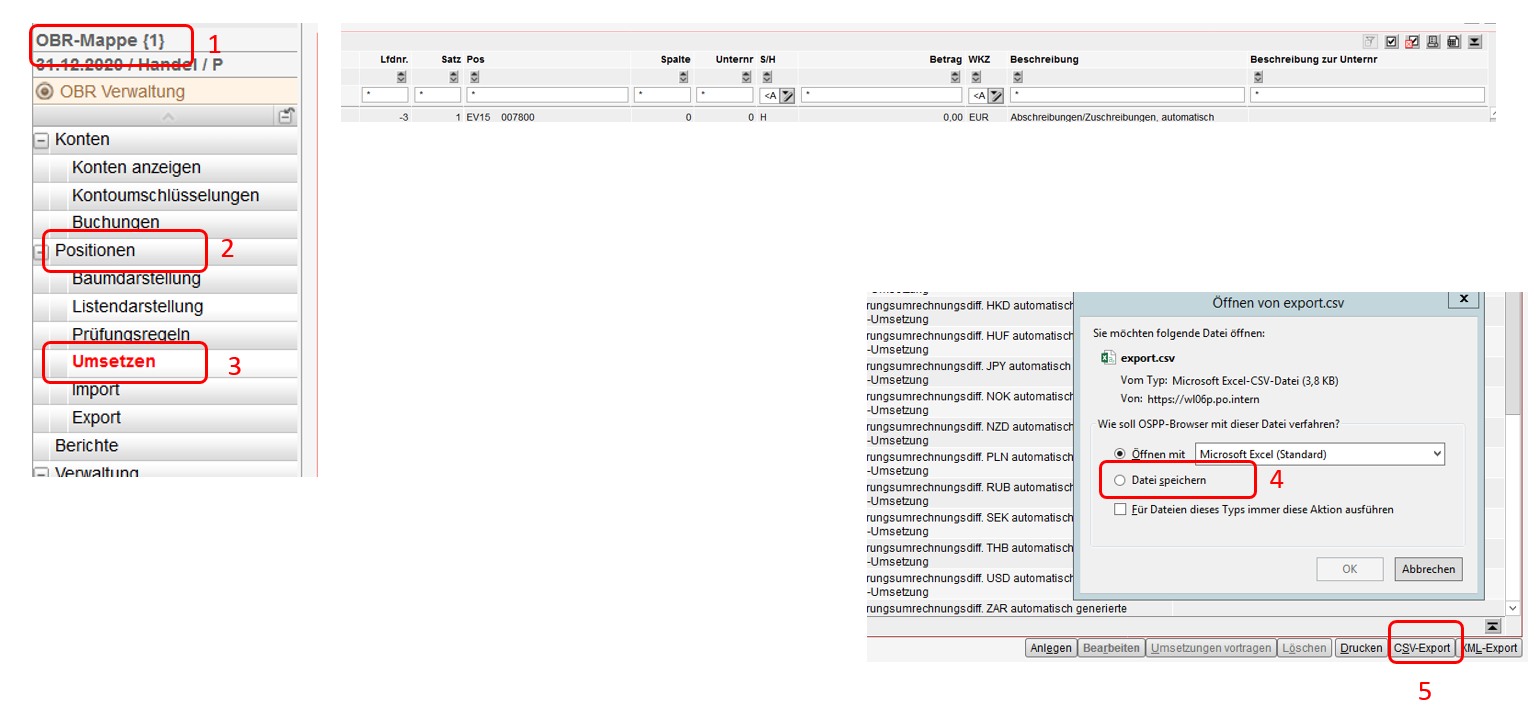 OBR-Mappe {1}
1
31.12.2020 / Handel / P
OBR Verwaltung
Konten
Konten anzeigen
Kontoumschlüsselungen
Buchungen
Positionen
2
Baumdarstellung
Listendarstellung
Prüfungsregeln
Umsetzen
3
Import
Export
Berichte
Verwaltung
Lfdnr. Satz Pos Spalte Unternr S/H Betrag WKZ Beschreibung Beschreibung zur Unternr
* * * * * <A * <A * *
-3 1 EV15 007800 0 0 H 0,00 EUR Abschreibungen/Zuschreibungen, automatisch
-Umsetzung
rungsumrechnungsdiff. HKD automatisch
-Umsetzung
rungsumrechnungsdiff. HUF automatisch
-Umsetzung
rungsumrechnungsdiff. JPY automatisch
-Umsetzung
rungsumrechnungsdiff. NOK automatisch
-Umsetzung
rungsumrechnungsdiff. NZD automatisch
-Umsetzung
rungsumrechnungsdiff. PLN automatisch
-Umsetzung
rungsumrechnungsdiff. RUB automatisch
-Umsetzung
rungsumrechnungsdiff. SEK automatisch
-Umsetzung
rungsumrechnungsdiff. THB automatisch
-Umsetzung
rungsumrechnungsdiff. USD automatisch
-Umsetzung
rungsumrechnungsdiff. ZAR automatisch generierte
Öffnen von export.csv
x
Sie möchten folgende Datei öffnen:
export.csv
Vom Typ: Microsoft Excel-CSV-Datei (3,8 KB)
Von: https://wl06p.po.intern
Wie soll OSPP-Browser mit dieser Datei verfahren?
Öffnen mit Microsoft Excel (Standard)
Datei speichern
4
Für Dateien dieses Typs immer diese Aktion ausführen
OK Abbrechen
Anlegen Bearbeiten Umsetzungen vortragen Löschen Drucken CSV-Export XML-Export
5